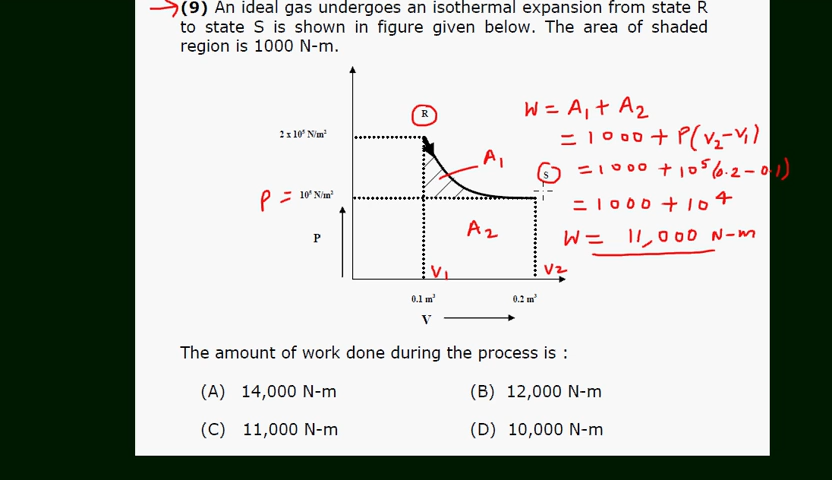 (9) An ideal gas undergoes an isothermal expansion from state R
to state S is shown in figure given below. The area of shaded
region is 1000 N-m.
R
W = A₁ + A₂
2 x 10⁵ N/m²
= 1000 + P(V₂-V₁)
A₁
S
= 1000 + 10⁵(0.2-0.1)
P = 10⁵ N/m²
= 1000 + 10⁴
A₂
P
W = 11,000 N-m
V₁
V₂
0.1 m³
0.2 m³
V
The amount of work done during the process is :
(A) 14,000 N-m
(B) 12,000 N-m
(C) 11,000 N-m
(D) 10,000 N-m